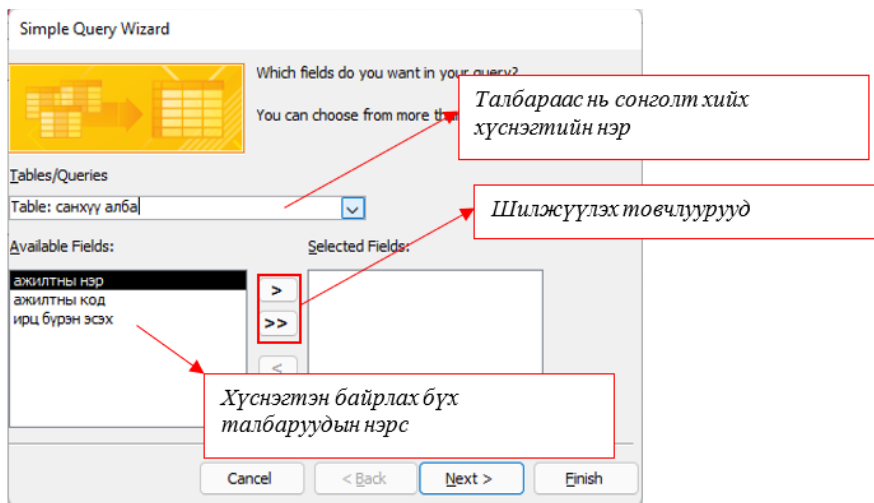 Simple Query Wizard
Which fields do you want in your query?
You can choose from more
Талбараас нь сонголт хийх
хүснэгтийн нэр
Tables/Queries
Table: санхүү алба
Шилжүүлэх товчлуурууд
Available Fields:
Selected Fields:
ажилтны нэр
ажилтны код
ирц бүрэн эсэх
>
>>
<
Хүснэгтэн байрлах бүх
талбаруудын нэрс
Cancel
< Back
Next >
Finish